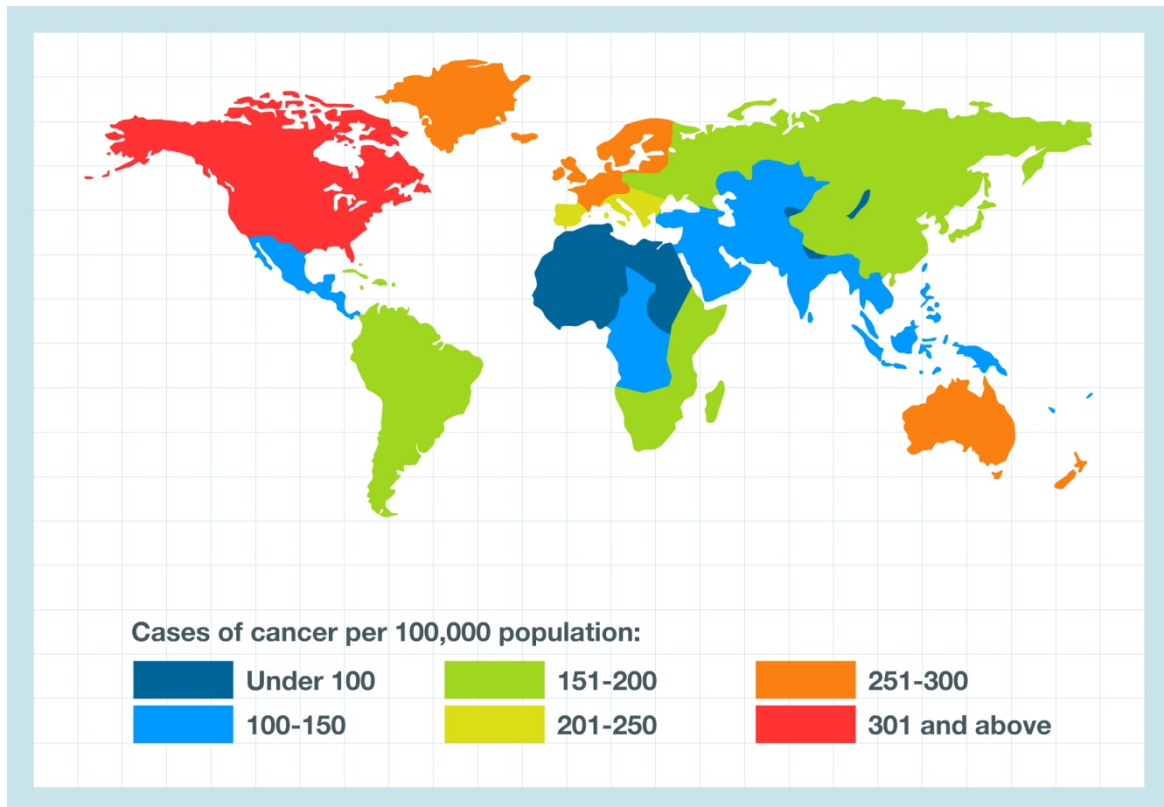 Cases of cancer per 100,000 population:
Under 100
151-200
251-300
100-150
201-250
301 and above